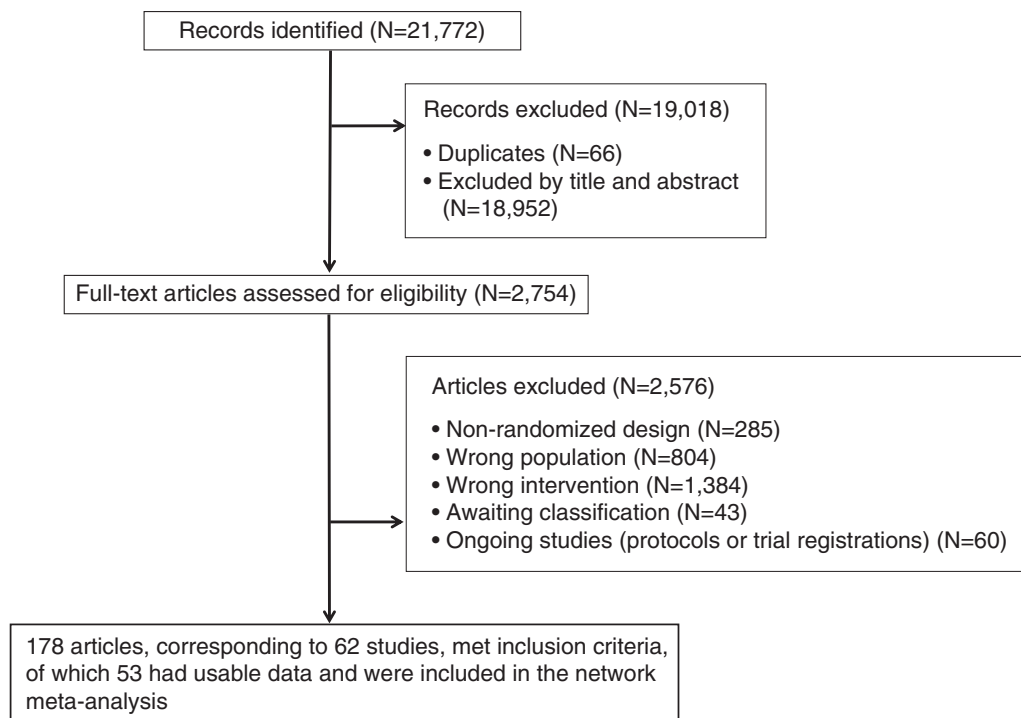 Records identified (N=21,772)
Records excluded (N=19,018)
• Duplicates (N=66)
• Excluded by title and abstract
(N=18,952)
Full-text articles assessed for eligibility (N=2,754)
Articles excluded (N=2,576)
• Non-randomized design (N=285)
• Wrong population (N=804)
• Wrong intervention (N=1,384)
• Awaiting classification (N=43)
• Ongoing studies (protocols or trial registrations) (N=60)
178 articles, corresponding to 62 studies, met inclusion criteria,
of which 53 had usable data and were included in the network
meta-analysis